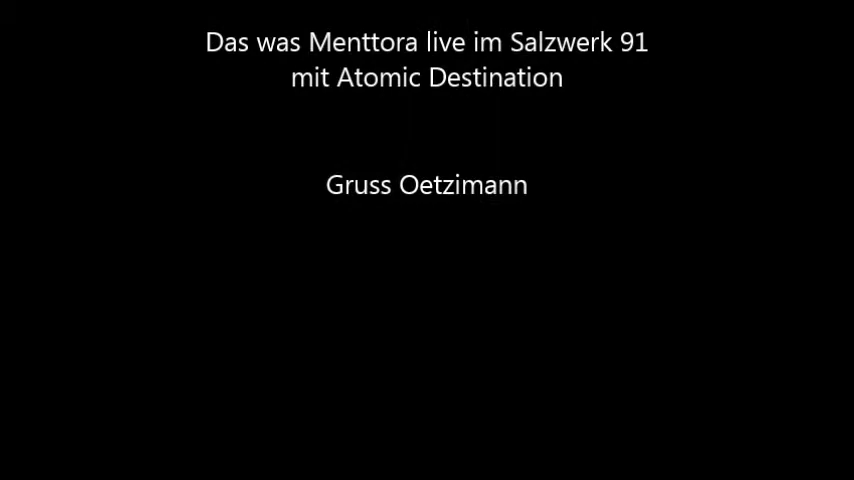 Das was Menttora live im Salzwerk 91
mit Atomic Destination
Gruss Oetzimann